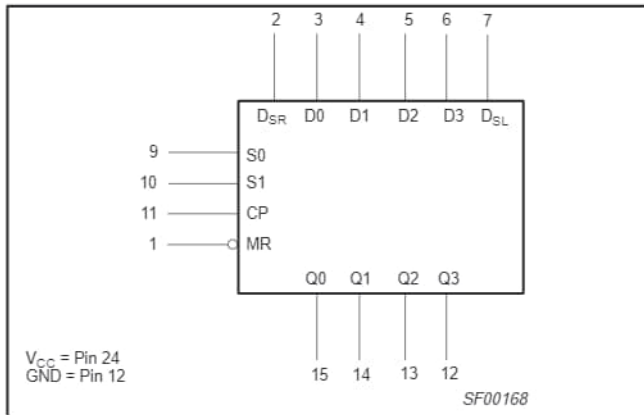 2 3 4 5 6 7
DSR D0 D1 D2 D3 DSL
9 S0
10 S1
11 CP
1 MR
Q0 Q1 Q2 Q3
15 14 13 12
VCC = Pin 24
GND = Pin 12
SF00168